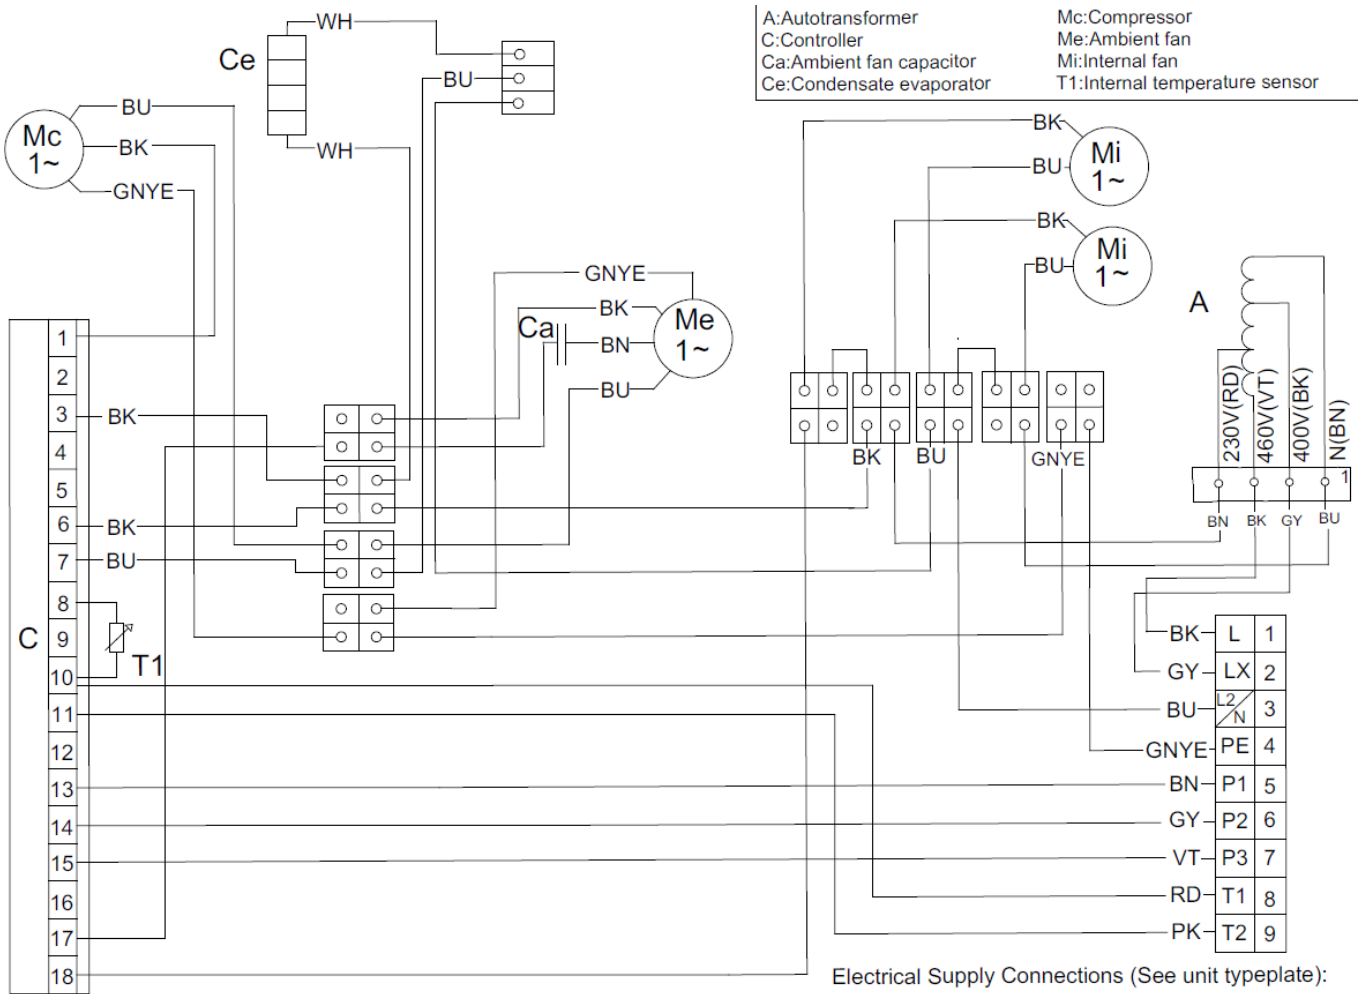 A:Autotransformer Mc:Compressor
C:Controller Me:Ambient fan
Ca:Ambient fan capacitor Mi:Internal fan
Ce:Condensate evaporator T1:Internal temperature sensor
WH
Ce
BU
WH
Mc
1~
BU
BK
GNYE
BK
Mi
1~
BU
BK
Mi
1~
BU
GNYE
BK
Ca
BN
Me
1~
BU
A
230V(RD)
460V(VT)
400V(BK)
N(BN)
1
BN BK GY BU
BK BU GNYE
C
1
2
3 BK
4
5
6 BK
7 BU
8
9
10
T1
11
12
13
14
15
16
17
18
BK L 1
GY LX 2
BU L2/N 3
GNYE PE 4
BN P1 5
GY P2 6
VT P3 7
RD T1 8
PK T2 9
Electrical Supply Connections (See unit typeplate):